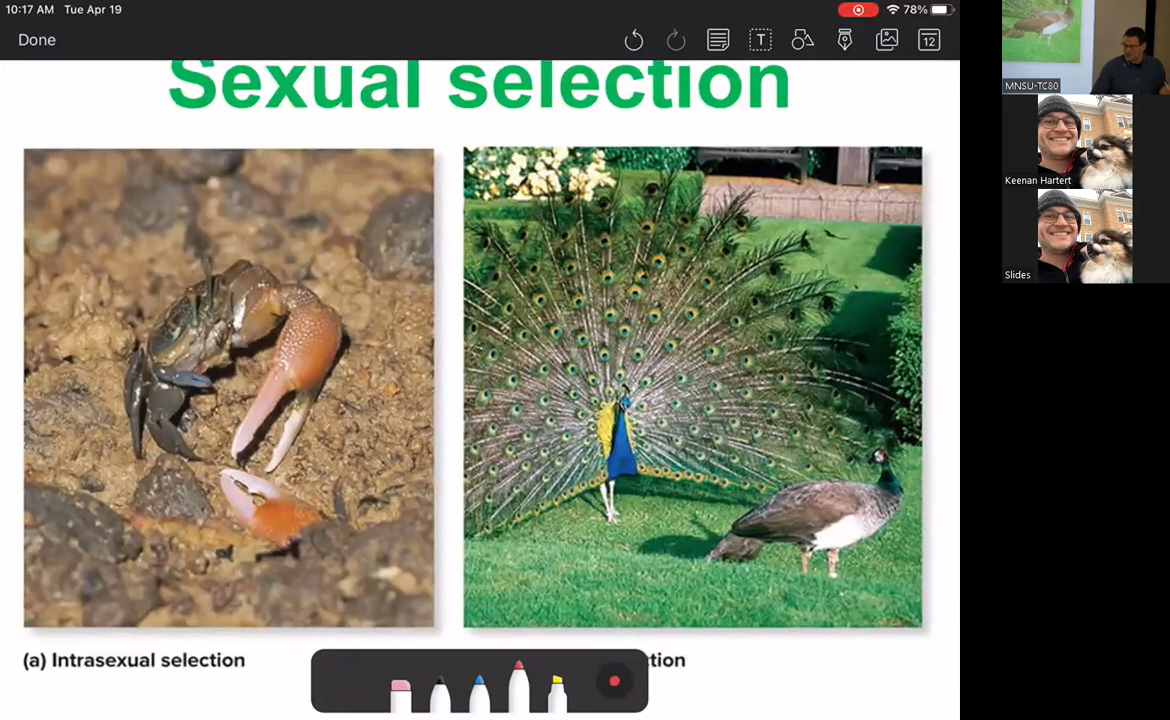 10:17 AM Tue Apr 19
78%
Done
T
12
Sexual selection
(a) Intrasexual selection
tion
MNSU-TC80
Keenan Hartert
Slides